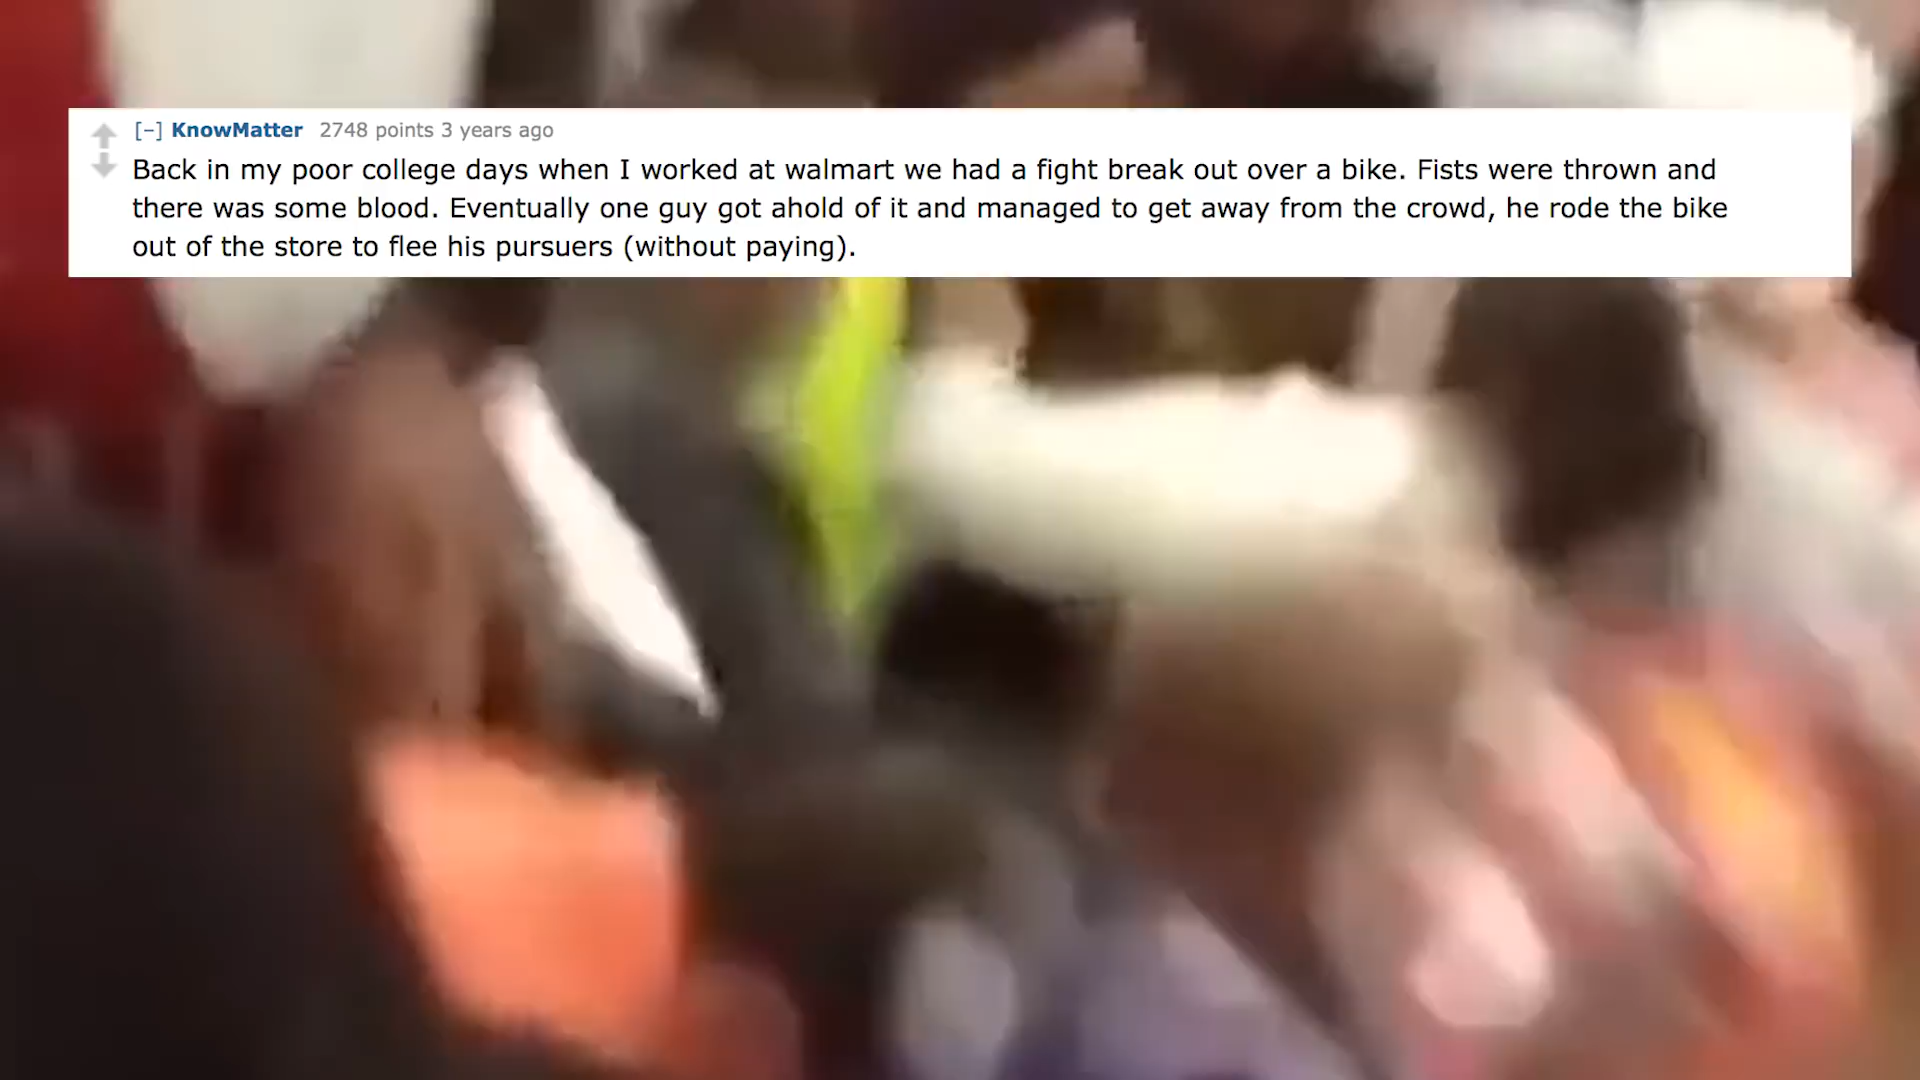 [–] KnowMatter 2748 points 3 years ago
Back in my poor college days when I worked at walmart we had a fight break out over a bike. Fists were thrown and
there was some blood. Eventually one guy got ahold of it and managed to get away from the crowd, he rode the bike
out of the store to flee his pursuers (without paying).